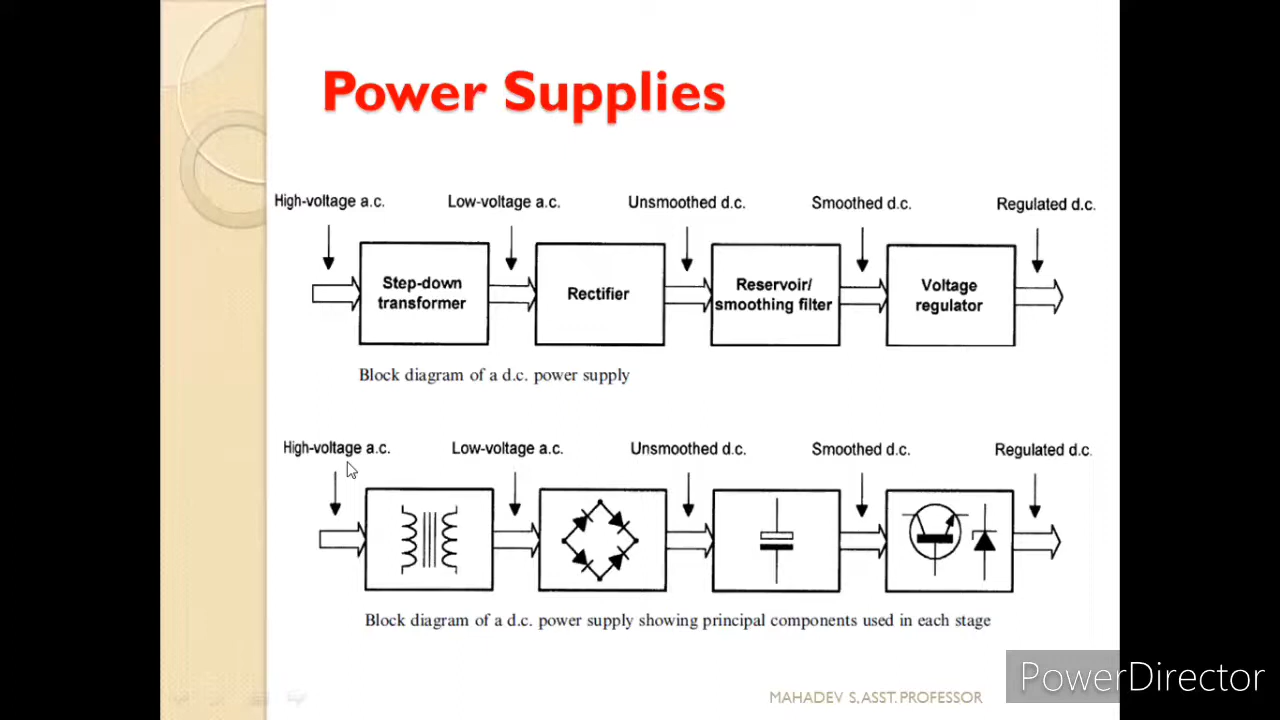 Power Supplies
High-voltage a.c. Low-voltage a.c. Unsmoothed d.c. Smoothed d.c. Regulated d.c.
Step-down transformer
Rectifier
Reservoir/ smoothing filter
Voltage regulator
Block diagram of a d.c. power supply
High-voltage a.c. Low-voltage a.c. Unsmoothed d.c. Smoothed d.c. Regulated d.c.
Block diagram of a d.c. power supply showing principal components used in each stage
MAHADEV S, ASST. PROFESSOR
PowerDirector